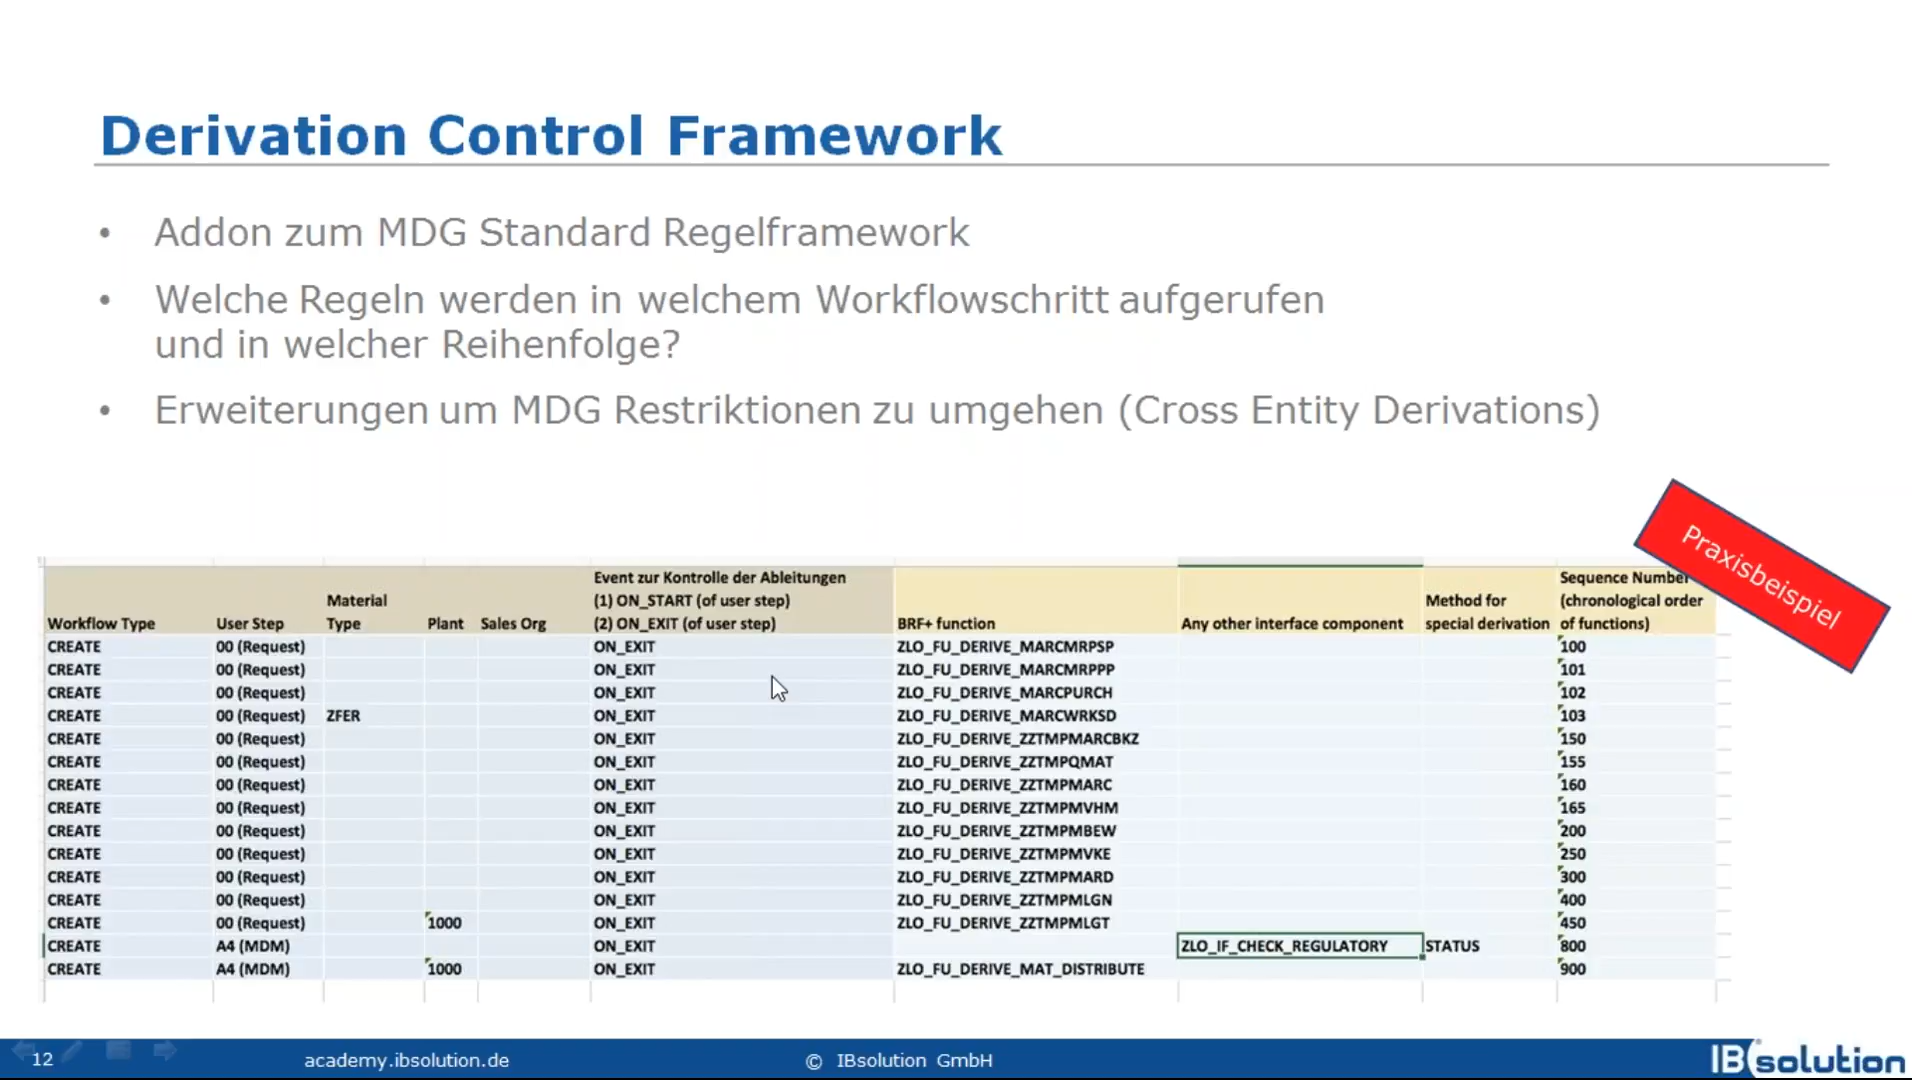 Derivation Control Framework
• Addon zum MDG Standard Regelframework
• Welche Regeln werden in welchem Workflowschritt aufgerufen
und in welcher Reihenfolge?
• Erweiterungen um MDG Restriktionen zu umgehen (Cross Entity Derivations)
Praxisbeispiel
Workflow Type User Step Material Type Plant Sales Org Event zur Kontrolle der Ableitungen (1) ON_START (of user step) (2) ON_EXIT (of user step) BRF+ function Any other interface component Method for special derivation Sequence Number (chronological order of functions)
CREATE 00 (Request) ON_EXIT ZLO_FU_DERIVE_MARCMRPSP 100
CREATE 00 (Request) ON_EXIT ZLO_FU_DERIVE_MARCMRPPP 101
CREATE 00 (Request) ON_EXIT ZLO_FU_DERIVE_MARCPURCH 102
CREATE 00 (Request) ZFER ON_EXIT ZLO_FU_DERIVE_MARCWRKSD 103
CREATE 00 (Request) ON_EXIT ZLO_FU_DERIVE_ZZTMPMARCBKZ 150
CREATE 00 (Request) ON_EXIT ZLO_FU_DERIVE_ZZTMPQMAT 155
CREATE 00 (Request) ON_EXIT ZLO_FU_DERIVE_ZZTMPMARC 160
CREATE 00 (Request) ON_EXIT ZLO_FU_DERIVE_ZZTMPMVHM 165
CREATE 00 (Request) ON_EXIT ZLO_FU_DERIVE_ZZTMPMBEW 200
CREATE 00 (Request) ON_EXIT ZLO_FU_DERIVE_ZZTMPMVKE 250
CREATE 00 (Request) ON_EXIT ZLO_FU_DERIVE_ZZTMPMARD 300
CREATE 00 (Request) ON_EXIT ZLO_FU_DERIVE_ZZTMPMLGN 400
CREATE 00 (Request) 1000 ON_EXIT ZLO_FU_DERIVE_ZZTMPMLGT 450
CREATE A4 (MDM) ON_EXIT ZLO_IF_CHECK_REGULATORY STATUS 800
CREATE A4 (MDM) 1000 ON_EXIT ZLO_FU_DERIVE_MAT_DISTRIBUTE 900
12 academy.ibsolution.de © IBsolution GmbH IBsolution